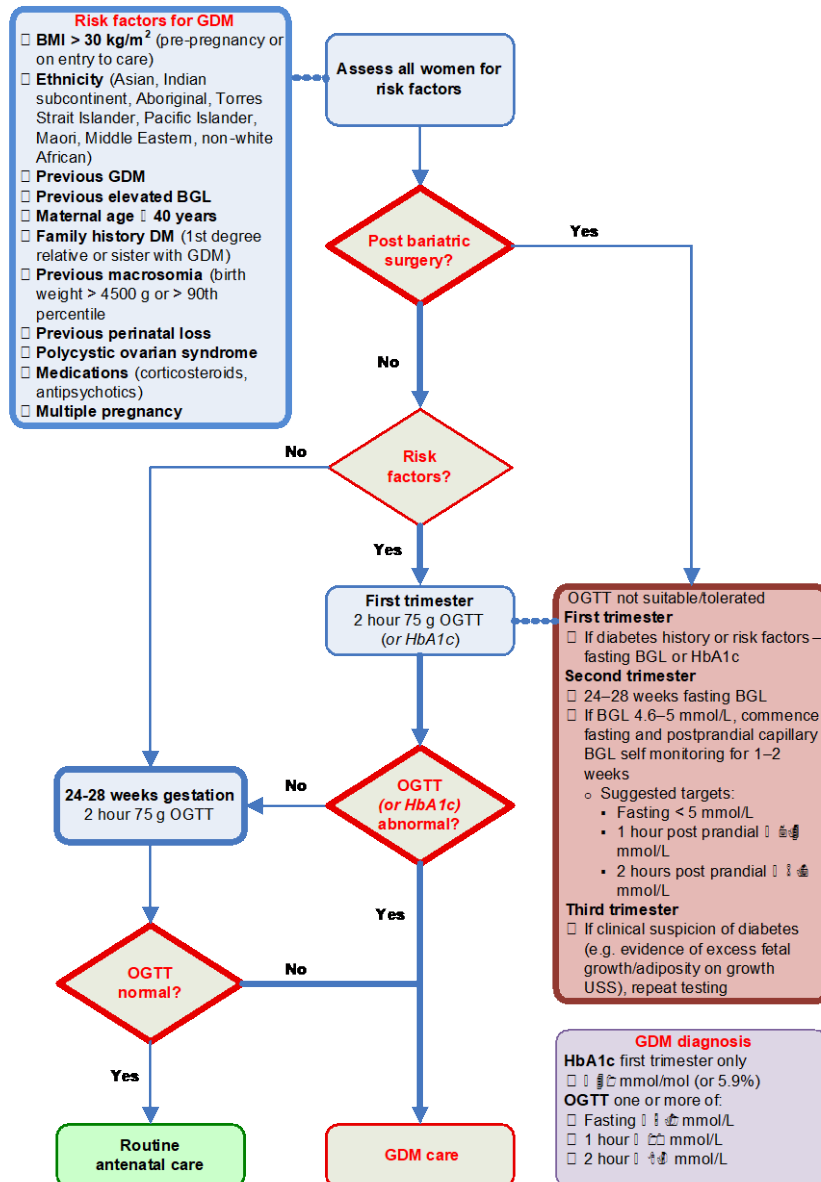 Risk factors for GDM
BMI > 30 kg/m² (pre-pregnancy or
on entry to care)
Ethnicity (Asian, Indian
subcontinent, Aboriginal, Torres
Strait Islander, Pacific Islander,
Maori, Middle Eastern, non-white
African)
Previous GDM
Previous elevated BGL
Maternal age 40 years
Family history DM (1st degree
relative or sister with GDM)
Previous macrosomia (birth
weight > 4500 g or > 90th
percentile
Previous perinatal loss
Polycystic ovarian syndrome
Medications (corticosteroids,
antipsychotics)
Multiple pregnancy
Assess all women for
risk factors
Post bariatric
surgery?
Yes
No
Risk
factors?
No
Yes
First trimester
2 hour 75 g OGTT
(or HbA1c)
OGTT not suitable/tolerated
First trimester
If diabetes history or risk factors–
fasting BGL or HbA1c
Second trimester
24–28 weeks fasting BGL
If BGL 4.6–5 mmol/L, commence
fasting and postprandial capillary
BGL self monitoring for 1–2
weeks
Suggested targets:
Fasting < 5 mmol/L
1 hour post prandial
mmol/L
2 hours post prandial
mmol/L
Third trimester
If clinical suspicion of diabetes
(e.g. evidence of excess fetal
growth/adiposity on growth
USS), repeat testing
OGTT
(or HbA1c)
abnormal?
No
Yes
24-28 weeks gestation
2 hour 75 g OGTT
OGTT
normal?
No
Yes
Routine
antenatal care
GDM care
GDM diagnosis
HbA1c first trimester only
mmol/mol (or 5.9%)
OGTT one or more of:
Fasting mmol/L
1 hour mmol/L
2 hour mmol/L